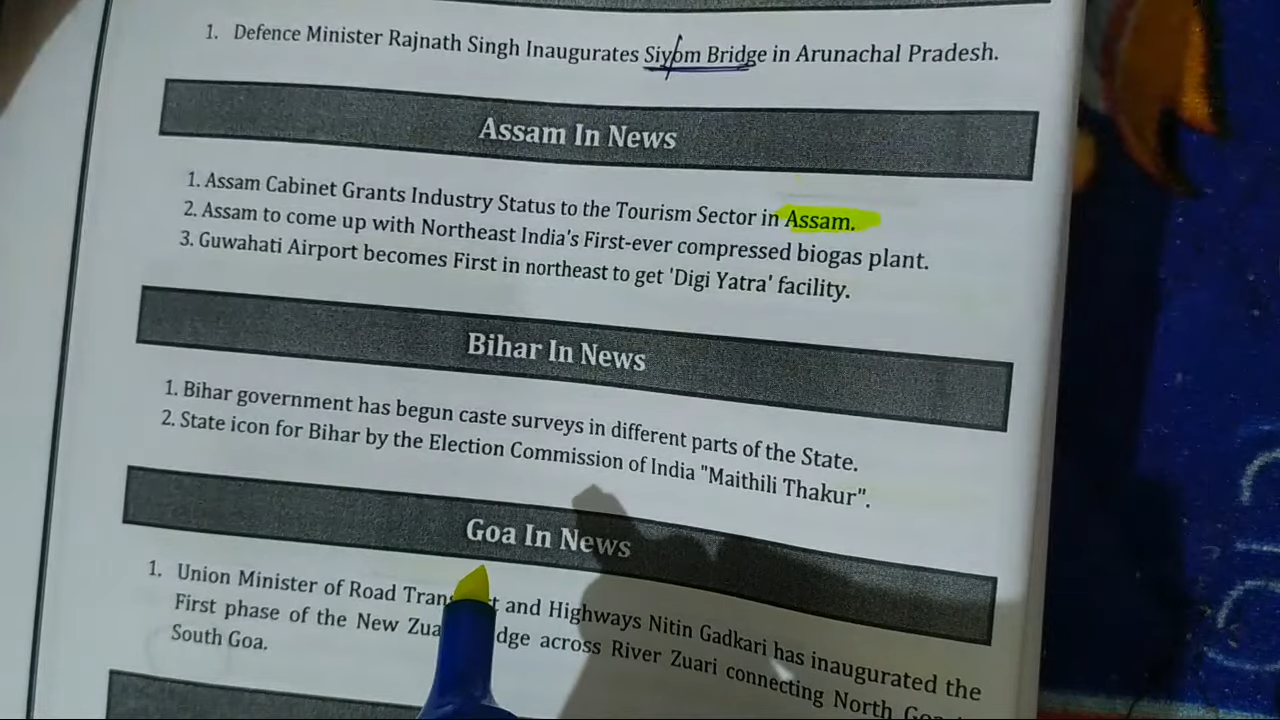 1. Defence Minister Rajnath Singh Inaugurates Siyom Bridge in Arunachal Pradesh.
Assam In News
1. Assam Cabinet Grants Industry Status to the Tourism Sector in Assam.
2. Assam to come up with Northeast India's First-ever compressed biogas plant.
3. Guwahati Airport becomes First in northeast to get 'Digi Yatra' facility.
Bihar In News
1. Bihar government has begun caste surveys in different parts of the State.
2. State icon for Bihar by the Election Commission of India "Maithili Thakur".
Goa In News
1. Union Minister of Road and Highways Nitin Gadkari has inaugurated the
First phase of the New across River Zuari connecting North
South Goa.